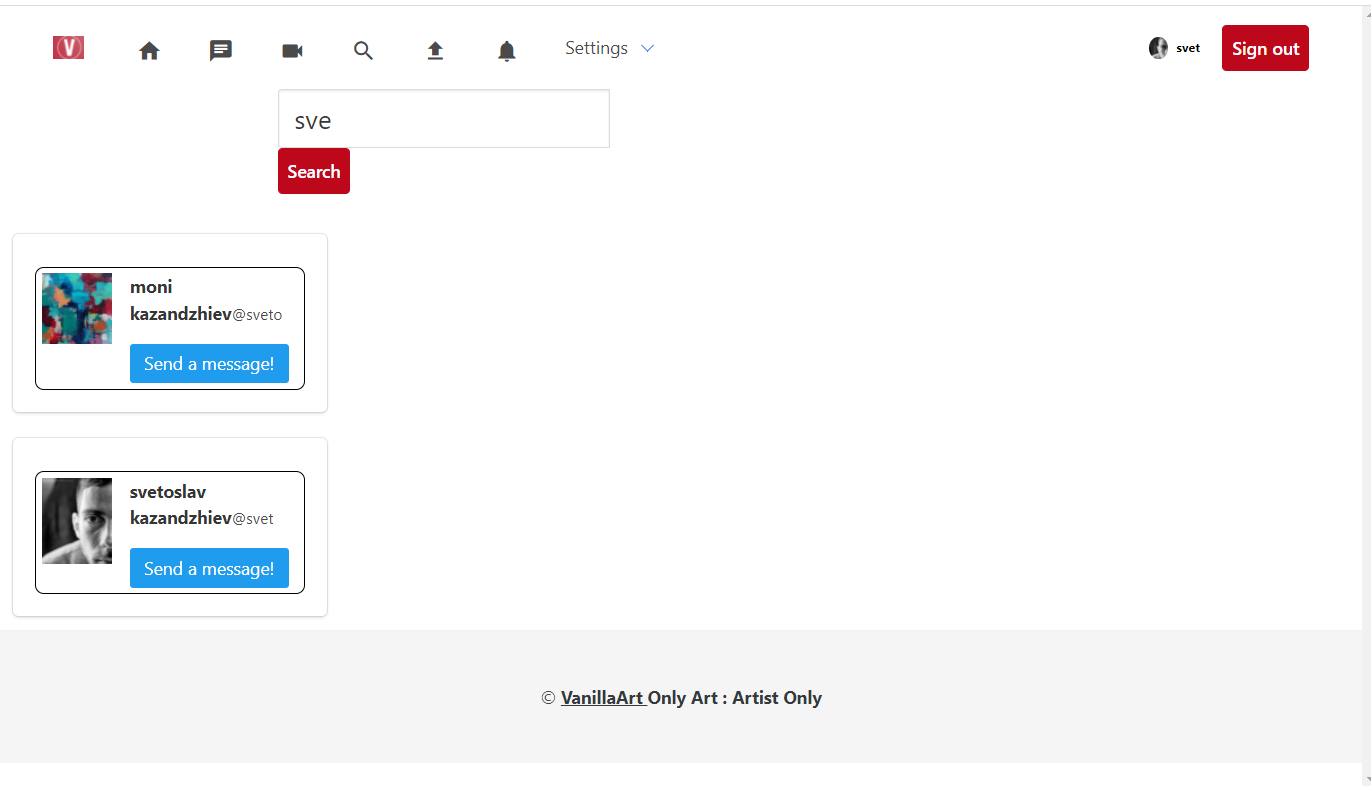 V
Settings
svet
Sign out
sve
Search
moni
kazandzhiev@sveto
Send a message!
svetoslav
kazandzhiev@svet
Send a message!
© VanillaArt Only Art : Artist Only